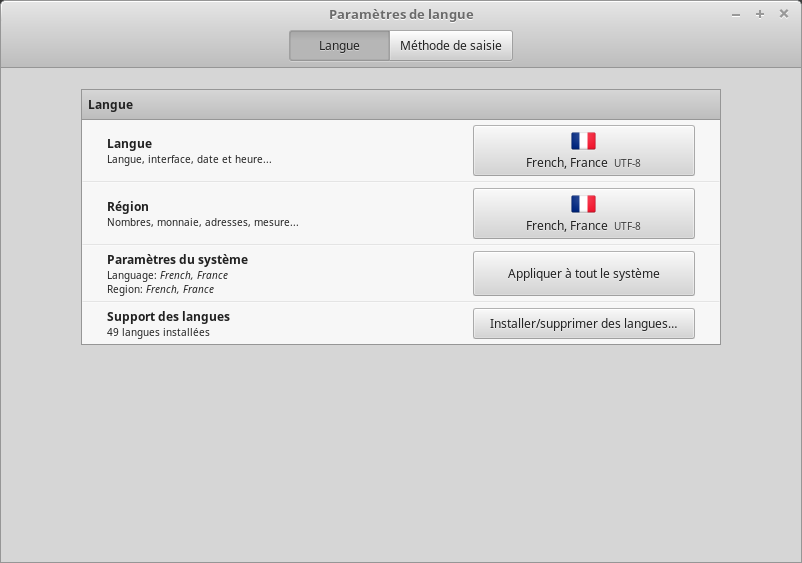 Paramètres de langue
Langue
Méthode de saisie
Langue
Langue
Langue, interface, date et heure...
French, France UTF-8
Région
Nombres, monnaie, adresses, mesure...
French, France UTF-8
Paramètres du système
Language: French, France
Region: French, France
Appliquer à tout le système
Support des langues
49 langues installées
Installer/supprimer des langues...